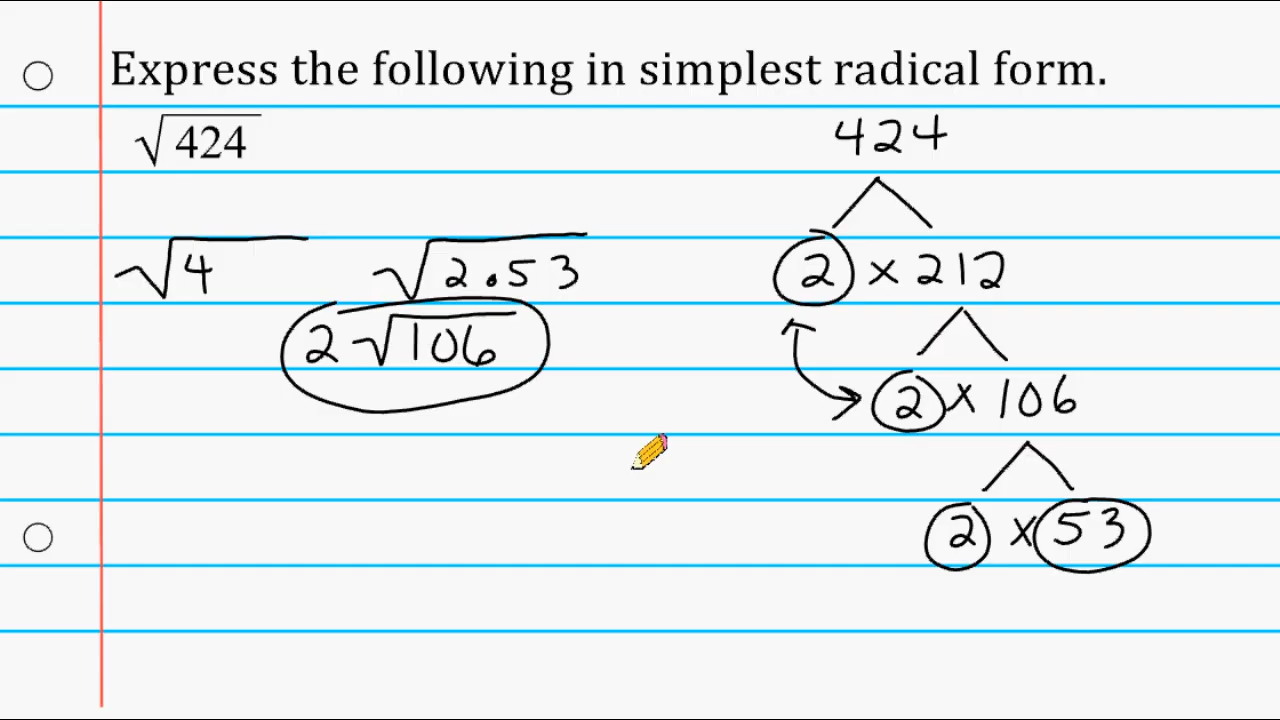 Express the following in simplest radical form.
√424
424
√4 √2.53
2 × 212
2√106
2 × 106
2 × 53